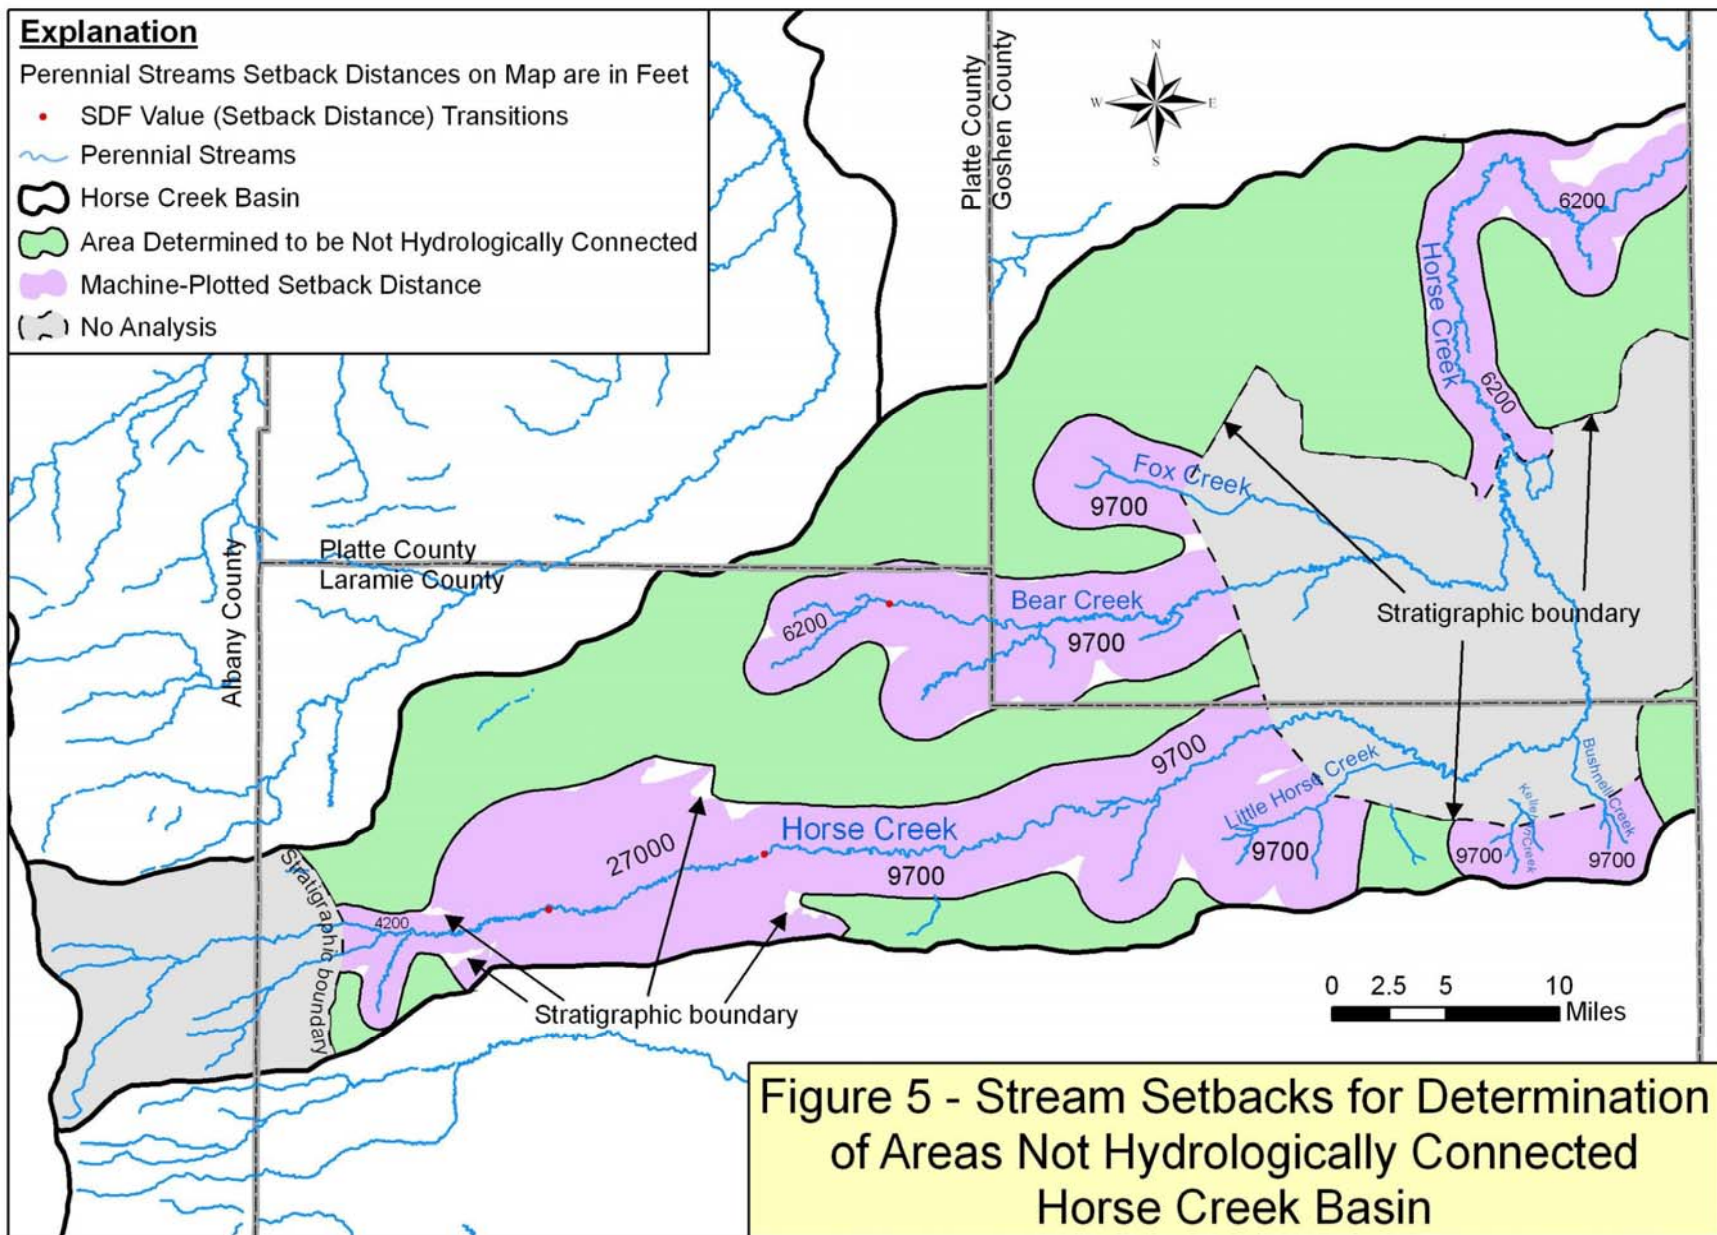 Explanation
Perennial Streams Setback Distances on Map are in Feet
SDF Value (Setback Distance) Transitions
Perennial Streams
Horse Creek Basin
Area Determined to be Not Hydrologically Connected
Machine-Plotted Setback Distance
No Analysis
Platte County
Goshen County
N
W
E
S
6200
Horse Creek
6200
Fox Creek
9700
Platte County
Laramie County
Albany County
Bear Creek
6200
9700
Stratigraphic boundary
9700
Little Horse Creek
Bushnell Creek
Kelleh Creek
Horse Creek
27000
9700
9700
9700
9700
Stratigraphic boundary
4200
Stratigraphic boundary
0 2.5 5 10
Miles
Figure 5 - Stream Setbacks for Determination
of Areas Not Hydrologically Connected
Horse Creek Basin